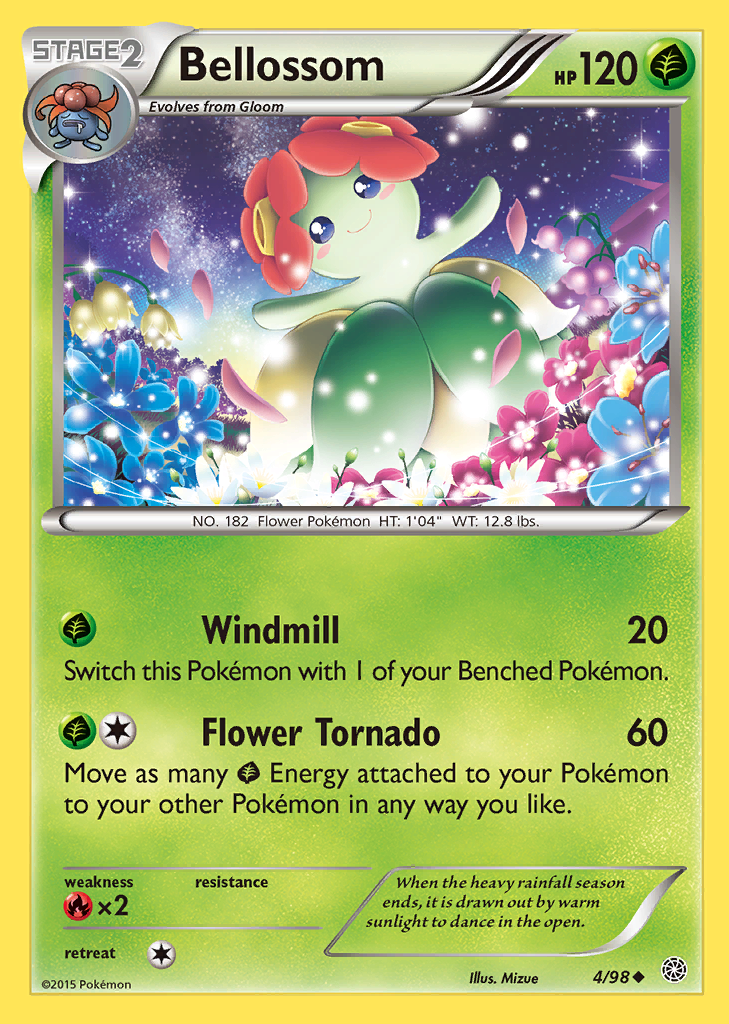 STAGE2
Bellossom
HP120
Evolves from Gloom
NO. 182 Flower Pokémon HT: 1'04" WT: 12.8 lbs.
Windmill 20
Switch this Pokémon with 1 of your Benched Pokémon.
Flower Tornado 60
Move as many Energy attached to your Pokémon
to your other Pokémon in any way you like.
weakness resistance
×2
retreat
When the heavy rainfall season
ends, it is drawn out by warm
sunlight to dance in the open.
©2015 Pokémon
Illus. Mizue
4/98